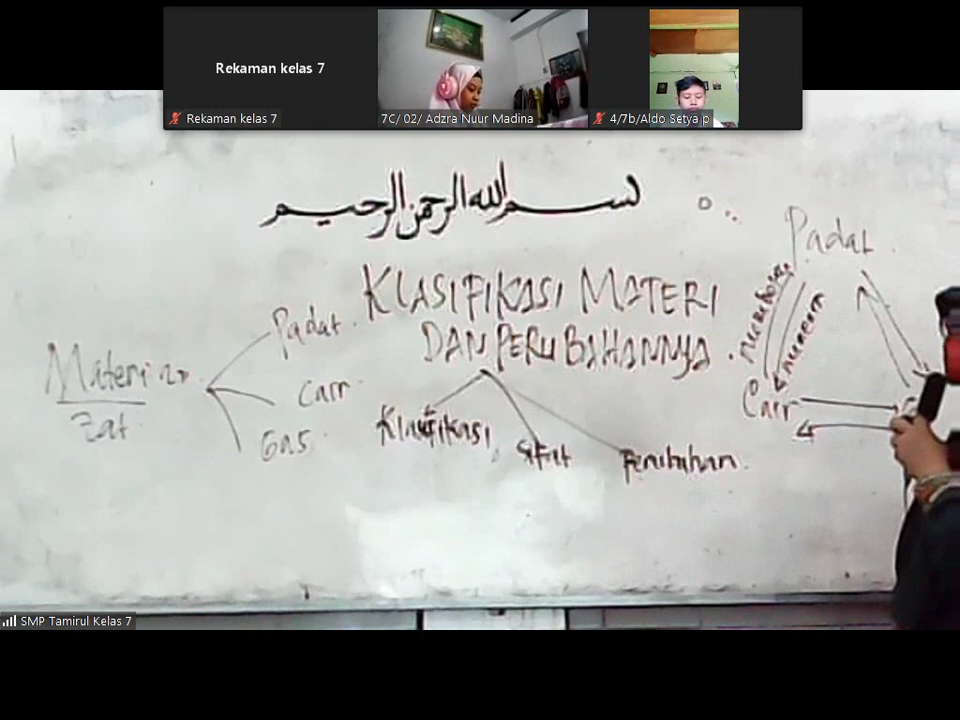 Rekaman kelas 7
Rekaman kelas 7
7C/ 02/ Adzra Nuur Madina
4/7b/Aldo Setya p
بسم الله الرحمن الرحيم
KLASIFIKASI MATERI
DAN PERUBAHANNYA
Klasifikasi
Sifat
Perubahan.
Materi
Zat
Padat.
Cair
Gas.
Padat
Cair
SMP Tamirul Kelas 7